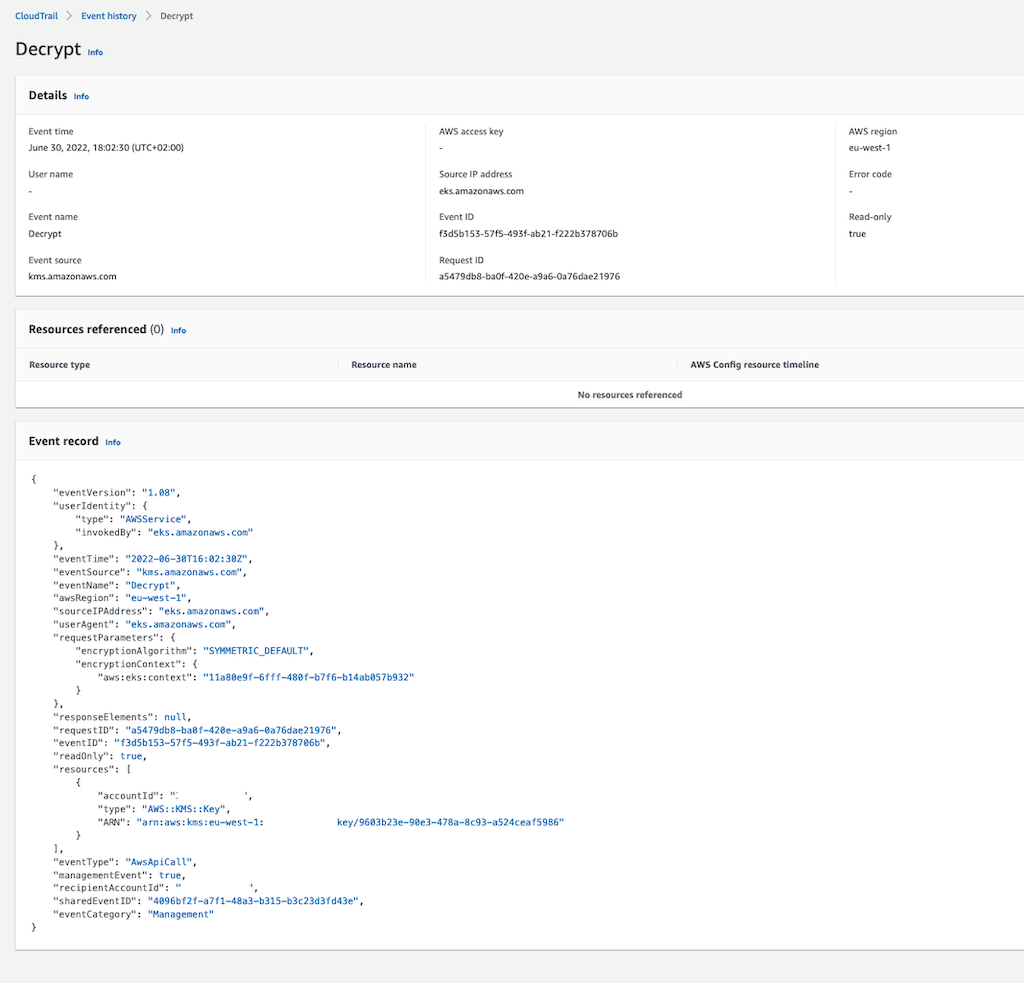 CloudTrail > Event history > Decrypt
Decrypt Info
Details Info
Event time
June 30, 2022, 18:02:30 (UTC+02:00)
User name
-
Event name
Decrypt
Event source
kms.amazonaws.com
AWS access key
-
Source IP address
eks.amazonaws.com
Event ID
f3d5b153-57f5-493f-ab21-f222b378706b
Request ID
a5479db8-ba0f-420e-a9a6-0a76dae21976
AWS region
eu-west-1
Error code
-
Read-only
true
Resources referenced (0) Info
Resource type Resource name AWS Config resource timeline
No resources referenced
Event record Info
{
"eventVersion": "1.08",
"userIdentity": {
"type": "AWSService",
"invokedBy": "eks.amazonaws.com"
},
"eventTime": "2022-06-30T16:02:30Z",
"eventSource": "kms.amazonaws.com",
"eventName": "Decrypt",
"awsRegion": "eu-west-1",
"sourceIPAddress": "eks.amazonaws.com",
"userAgent": "eks.amazonaws.com",
"requestParameters": {
"encryptionAlgorithm": "SYMMETRIC_DEFAULT",
"encryptionContext": {
"aws:eks:context": "11a80e9f-6fff-480f-b7f6-b14ab057b932"
}
},
"responseElements": null,
"requestID": "a5479db8-ba0f-420e-a9a6-0a76dae21976",
"eventID": "f3d5b153-57f5-493f-ab21-f222b378706b",
"readOnly": true,
"resources": [
{
"accountId": " ',
"type": "AWS::KMS::Key",
"ARN": "arn:aws:kms:eu-west-1: key/9603b23e-90e3-478a-8c93-a524ceaf5986"
}
],
"eventType": "AwsApiCall",
"managementEvent": true,
"recipientAccountId": " ',
"sharedEventID": "4096bf2f-a7f1-48a3-b315-b3c23d3fd43e",
"eventCategory": "Management"
}